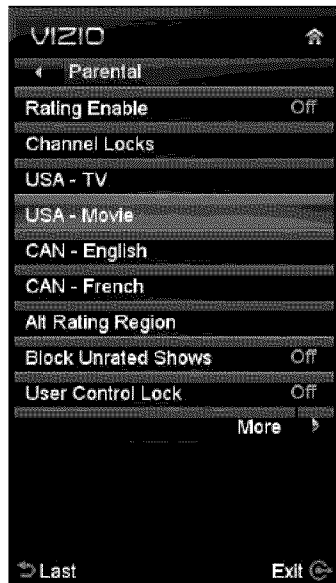 VIZIO
Parental
Rating Enable Off
Channel Locks
USA - TV
USA - Movie
CAN - English
CAN - French
Alt Rating Region
Block Unrated Shows Off
User Control Lock Off
More
Last Exit